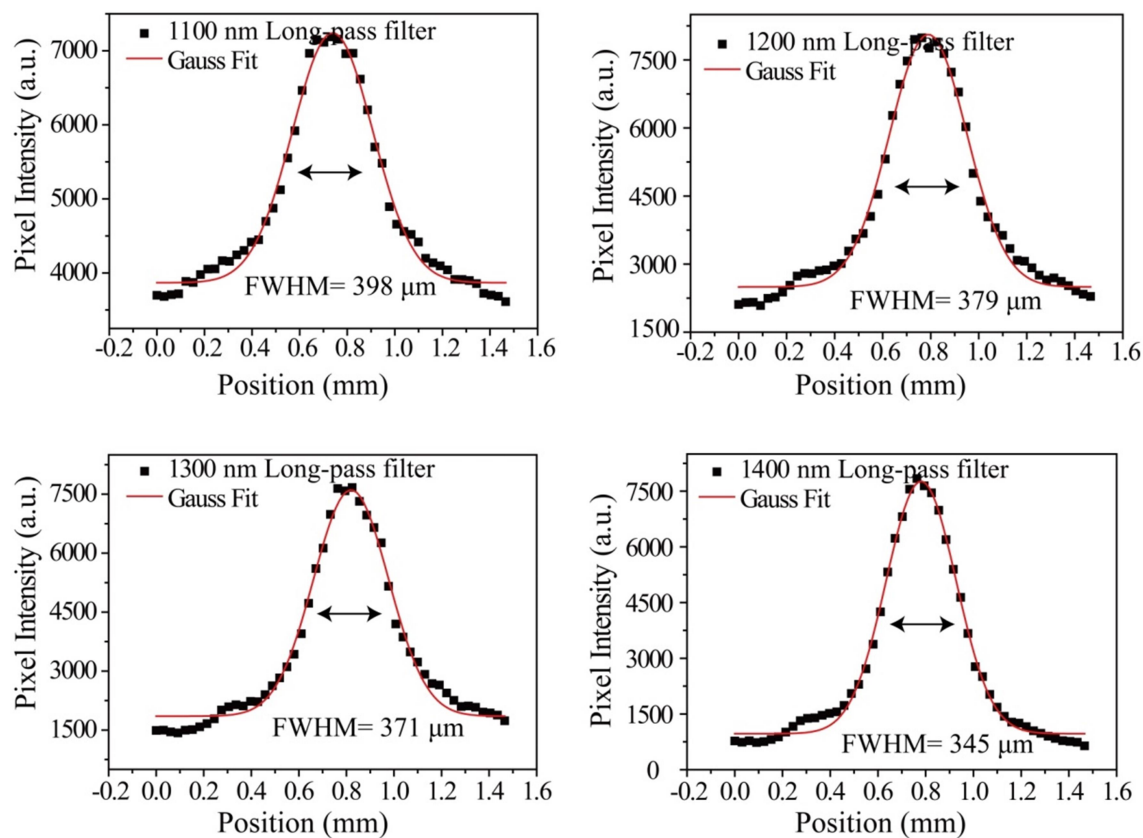 1100 nm Long-pass filter
Gauss Fit
7000
6000
5000
4000
Pixel Intensity (a.u.)
FWHM= 398 μm
-0.2 0.0 0.2 0.4 0.6 0.8 1.0 1.2 1.4 1.6
Position (mm)
1200 nm Long-pass filter
Gauss Fit
7500
6000
4500
3000
1500
Pixel Intensity (a.u.)
FWHM= 379 μm
-0.2 0.0 0.2 0.4 0.6 0.8 1.0 1.2 1.4 1.6
Position (mm)
1300 nm Long-pass filter
Gauss Fit
7500
6000
4500
3000
1500
Pixel Intensity (a.u.)
FWHM= 371 μm
-0.2 0.0 0.2 0.4 0.6 0.8 1.0 1.2 1.4 1.6
Position (mm)
1400 nm Long-pass filter
Gauss Fit
7500
6000
4500
3000
1500
0
Pixel Intensity (a.u.)
FWHM= 345 μm
-0.2 0.0 0.2 0.4 0.6 0.8 1.0 1.2 1.4 1.6
Position (mm)